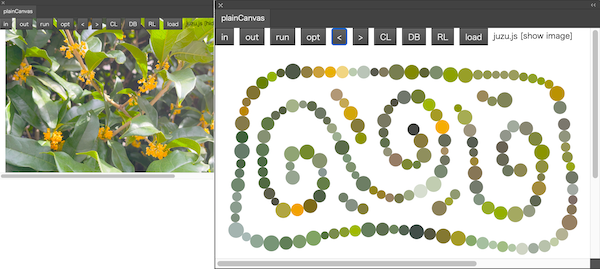 plainCanvas
in out run opt < > CL DB RL load juzu.js
plainCanvas
in out run opt < > CL DB RL load juzu.js [show image]